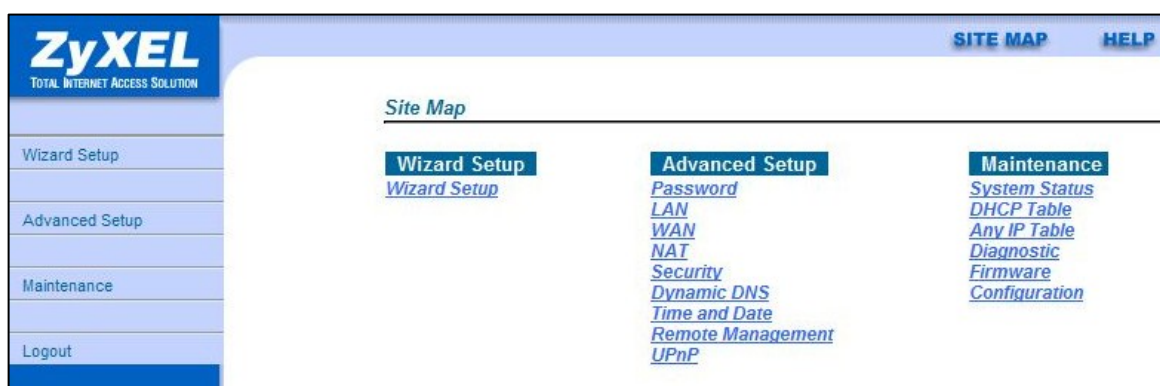 ZyXEL
TOTAL INTERNET ACCESS SOLUTION
SITE MAP HELP
Wizard Setup
Advanced Setup
Maintenance
Logout
Site Map
Wizard Setup
Wizard Setup
Advanced Setup
Password
LAN
WAN
NAT
Security
Dynamic DNS
Time and Date
Remote Management
UPnP
Maintenance
System Status
DHCP Table
Any IP Table
Diagnostic
Firmware
Configuration